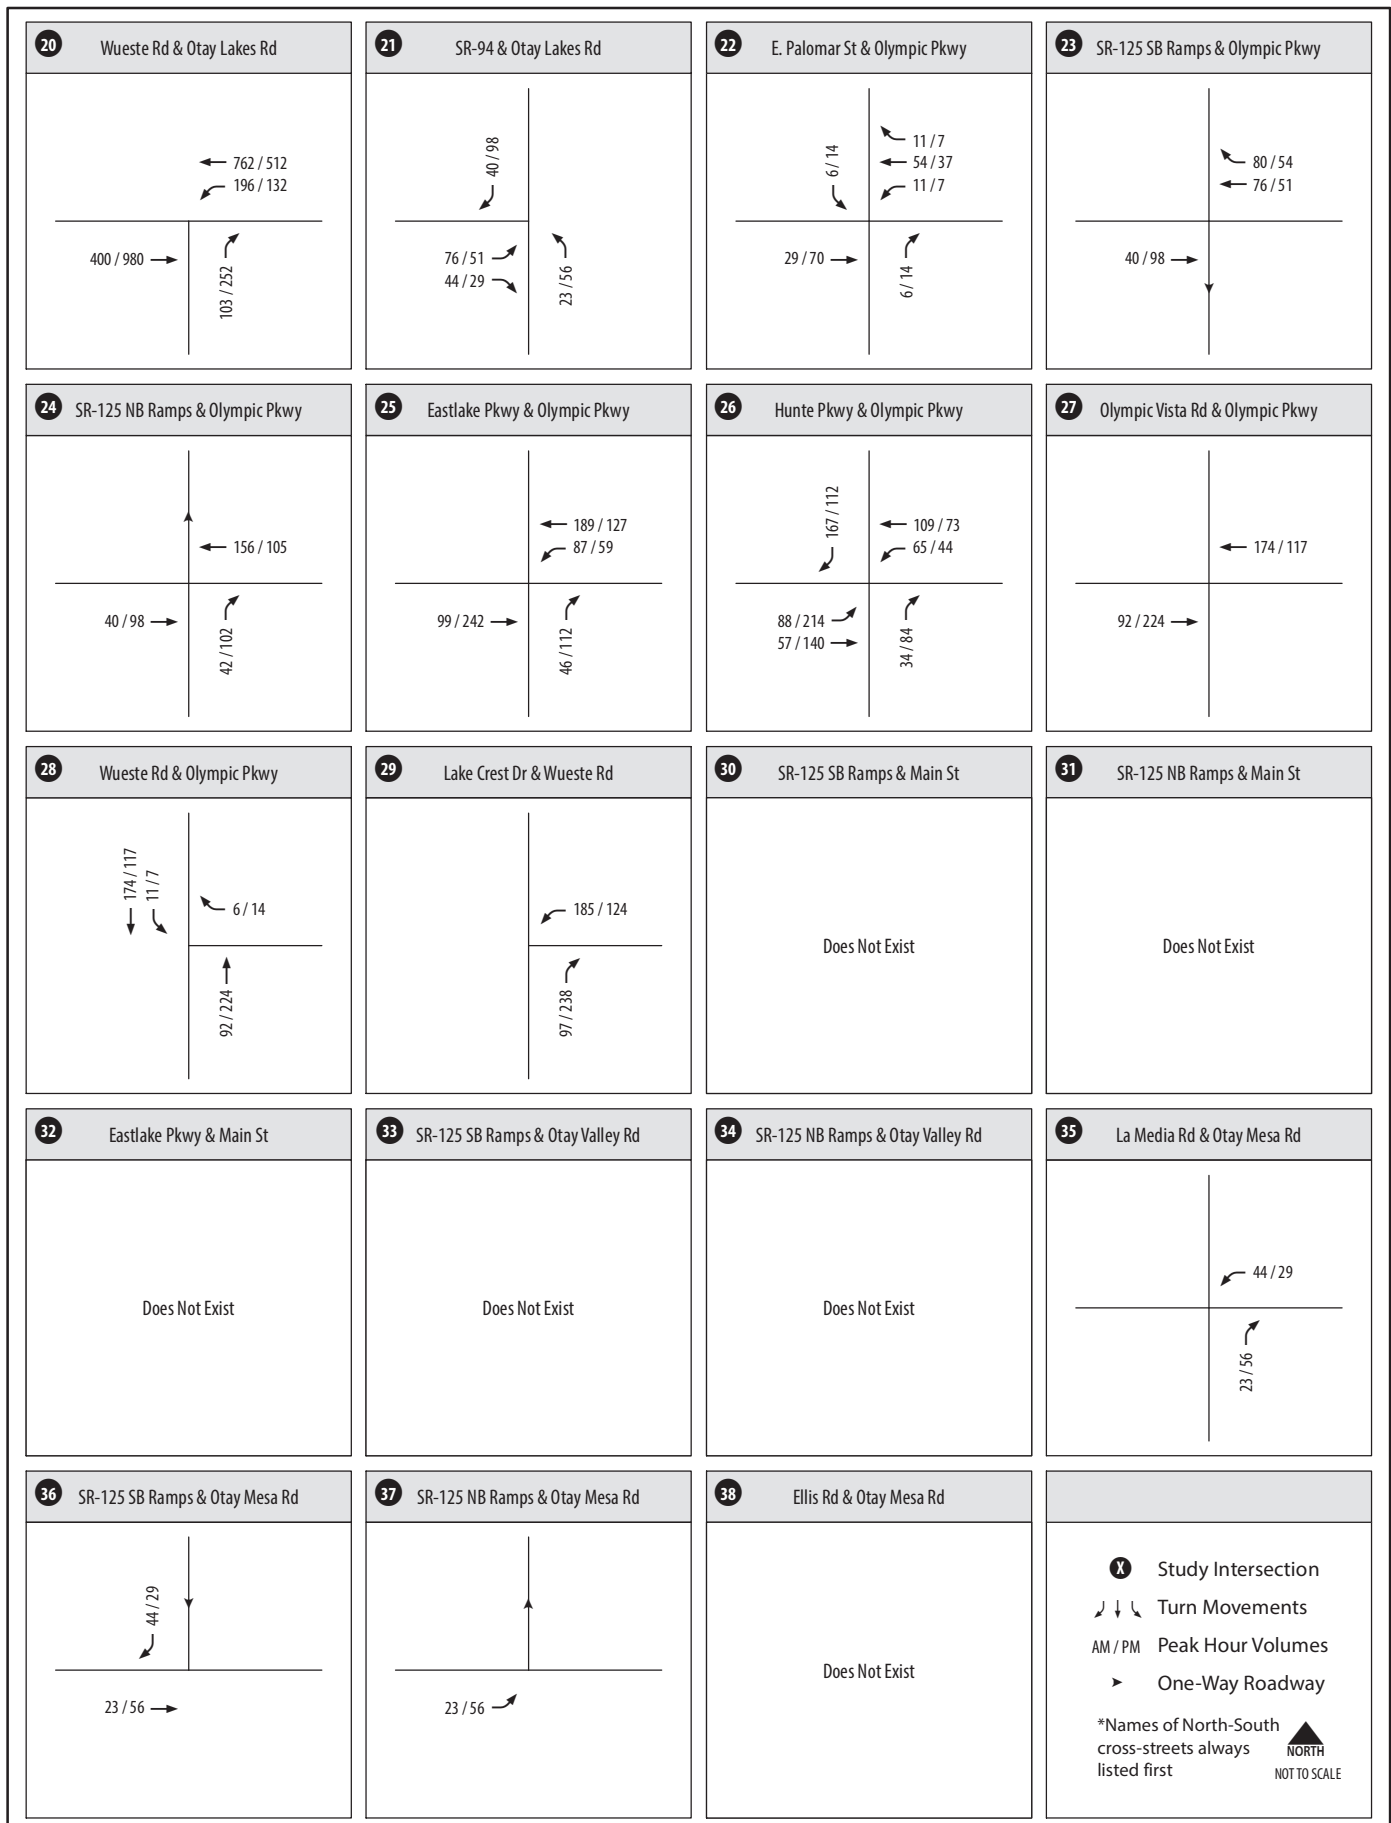 20 Wueste Rd & Otay Lakes Rd
762 / 512
196 / 132
400 / 980
103 / 252
21 SR-94 & Otay Lakes Rd
40 / 98
76 / 51
44 / 29
23 / 56
22 E. Palomar St & Olympic Pkwy
6 / 14
11 / 7
54 / 37
11 / 7
29 / 70
6 / 14
23 SR-125 SB Ramps & Olympic Pkwy
80 / 54
76 / 51
40 / 98
24 SR-125 NB Ramps & Olympic Pkwy
156 / 105
40 / 98
42 / 102
25 Eastlake Pkwy & Olympic Pkwy
189 / 127
87 / 59
99 / 242
46 / 112
26 Hunte Pkwy & Olympic Pkwy
167 / 112
109 / 73
65 / 44
88 / 214
57 / 140
34 / 84
27 Olympic Vista Rd & Olympic Pkwy
174 / 117
92 / 224
28 Wueste Rd & Olympic Pkwy
174 / 117
11 / 7
6 / 14
92 / 224
29 Lake Crest Dr & Wueste Rd
185 / 124
97 / 238
30 SR-125 SB Ramps & Main St
Does Not Exist
31 SR-125 NB Ramps & Main St
Does Not Exist
32 Eastlake Pkwy & Main St
Does Not Exist
33 SR-125 SB Ramps & Otay Valley Rd
Does Not Exist
34 SR-125 NB Ramps & Otay Valley Rd
Does Not Exist
35 La Media Rd & Otay Mesa Rd
44 / 29
23 / 56
36 SR-125 SB Ramps & Otay Mesa Rd
44 / 29
23 / 56
37 SR-125 NB Ramps & Otay Mesa Rd
23 / 56
38 Ellis Rd & Otay Mesa Rd
Does Not Exist
X Study Intersection
Turn Movements
AM / PM Peak Hour Volumes
One-Way Roadway
*Names of North-South
cross-streets always
listed first
NORTH
NOT TO SCALE